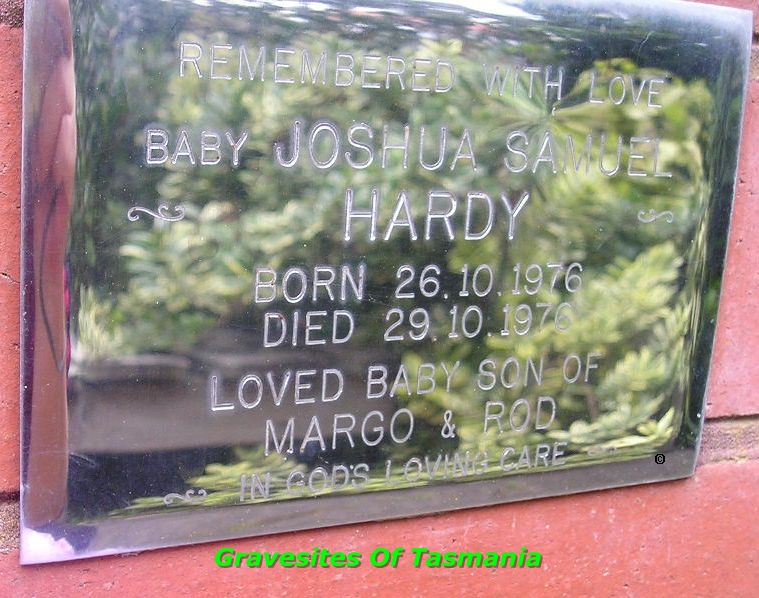 REMEMBERED WITH LOVE
BABY JOSHUA SAMUEL
HARDY
BORN 26.10.1976
DIED 29.10.1976
LOVED BABY SON OF
MARGO & ROD
IN GOD'S LOVING CARE
©
Gravesites Of Tasmania